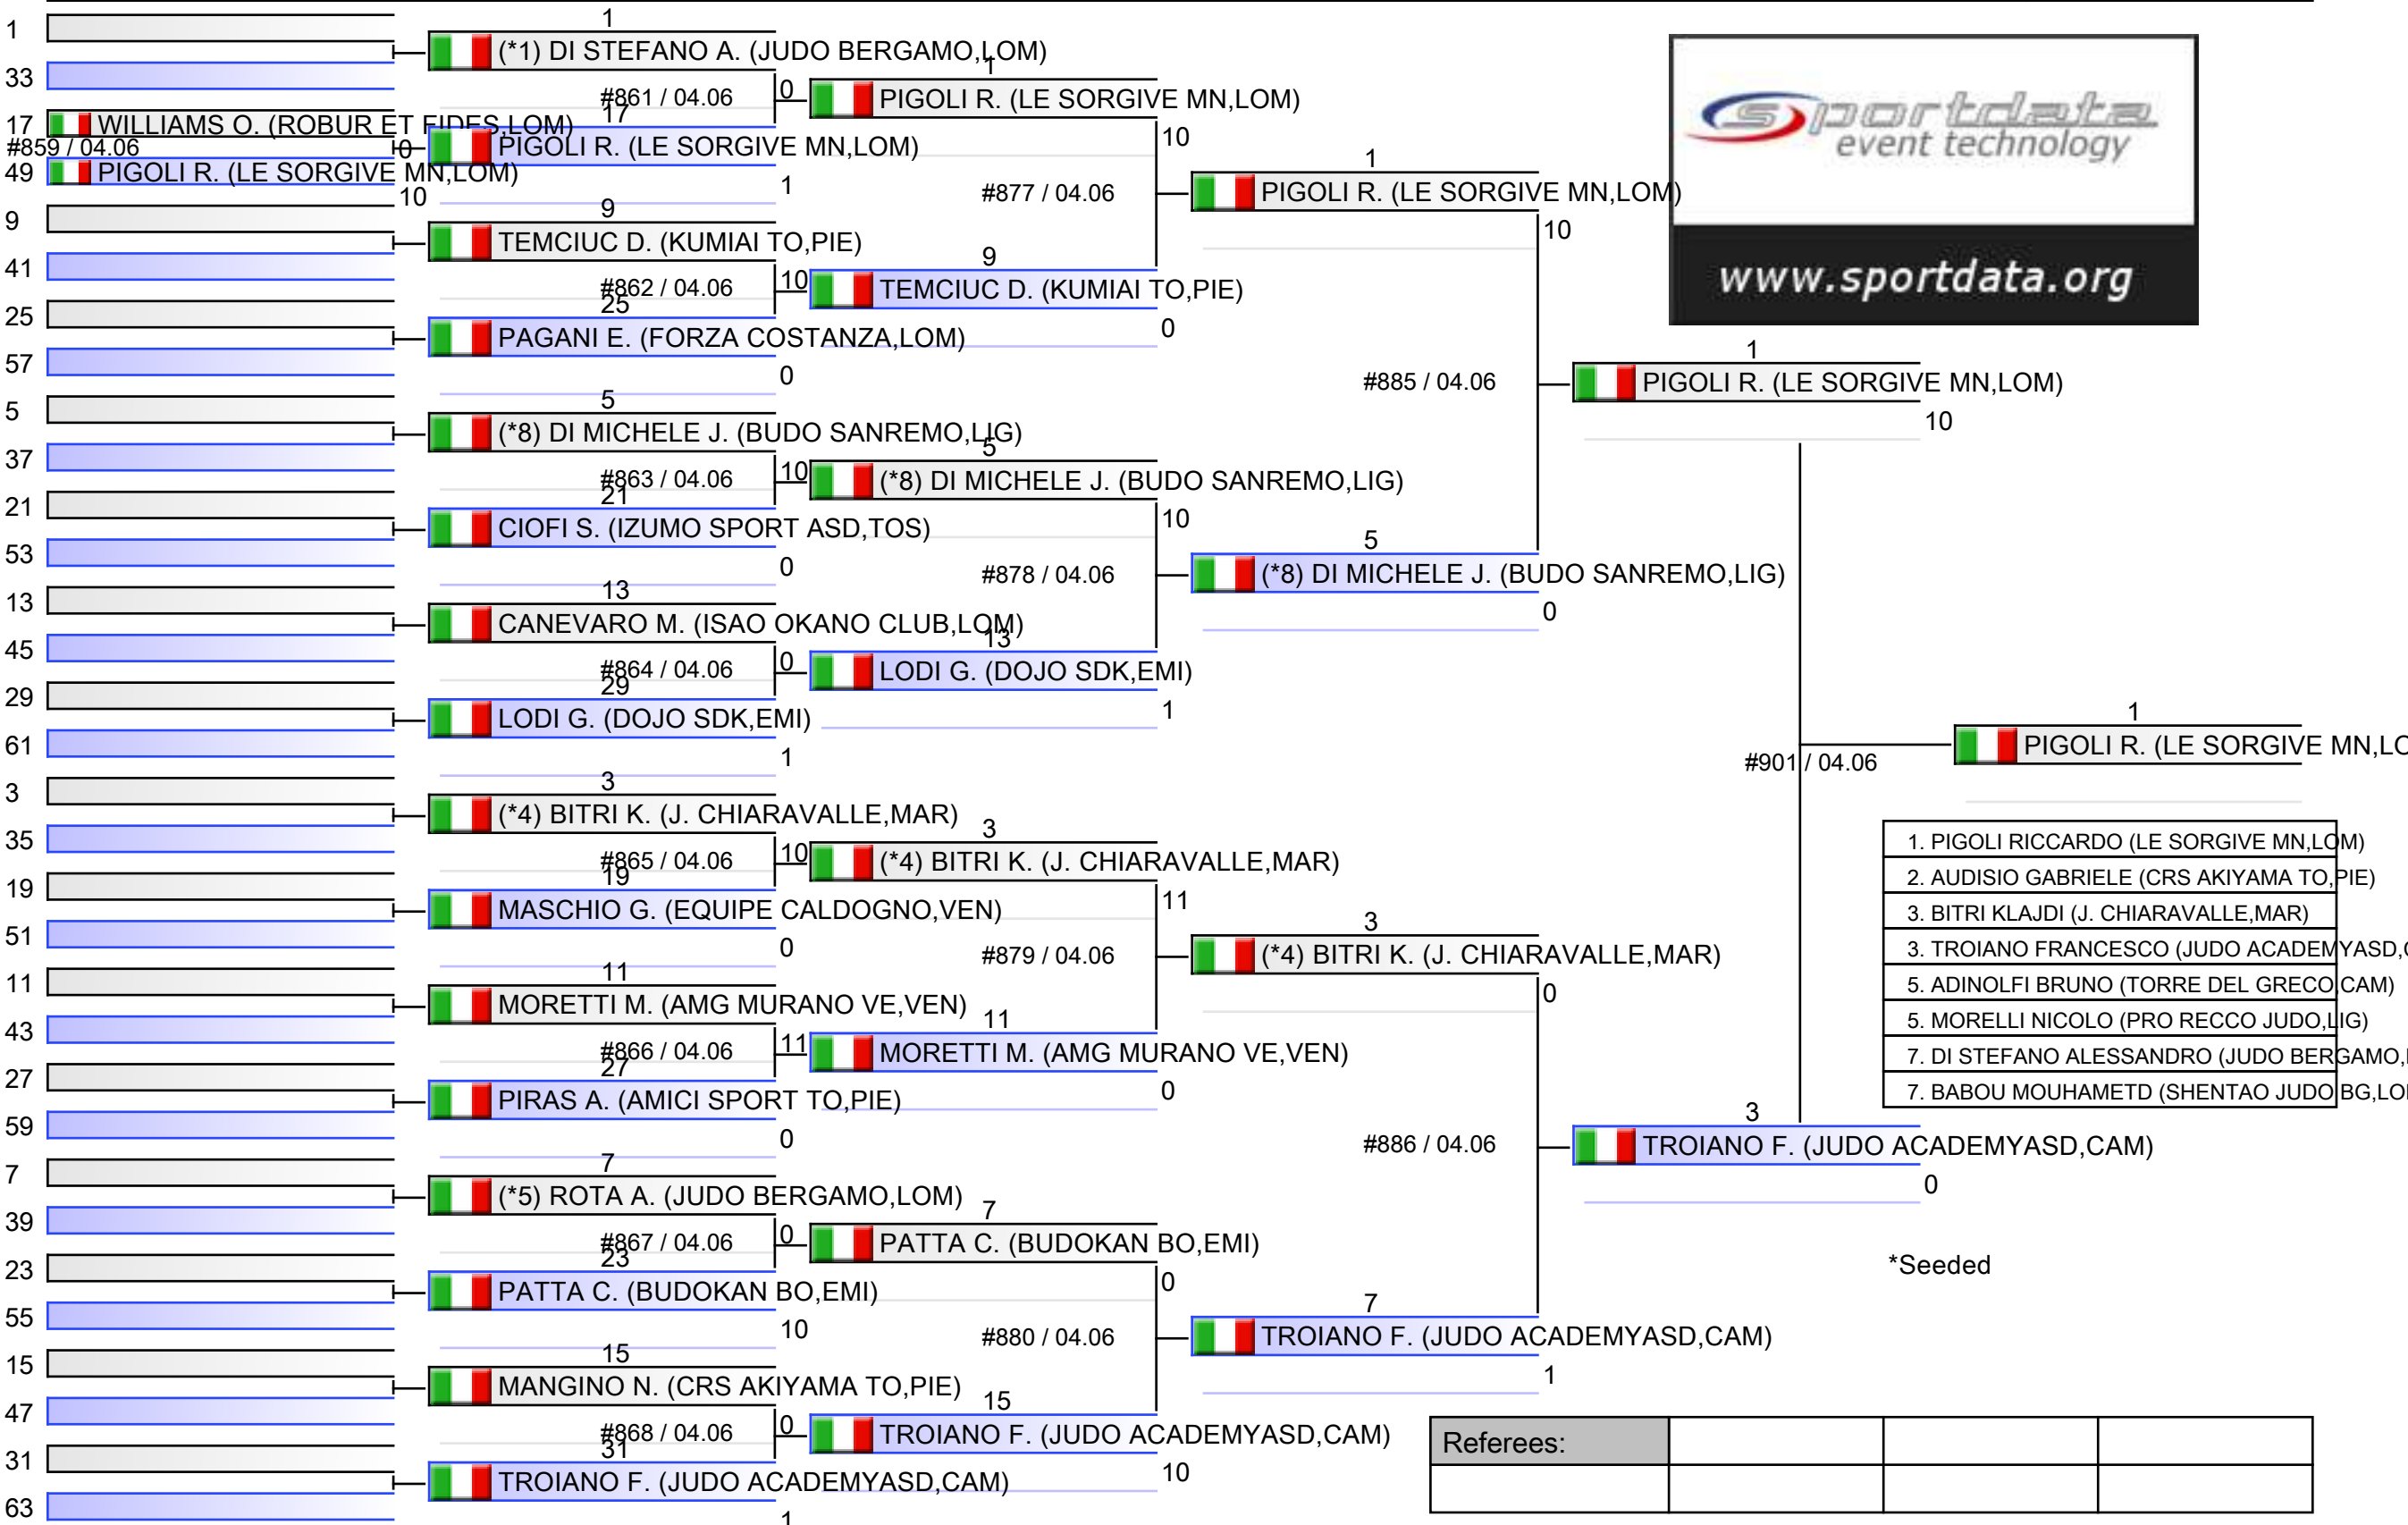 1
33
17 WILLIAMS O. (ROBUR ET FIDES,LOM)
#859 / 04.06
0
49 PIGOLI R. (LE SORGIVE MN,LOM)
10
9
41
25
57
5
37
21
53
13
45
29
61
3
35
19
51
11
43
27
59
7
39
23
55
15
47
31
63
1
(*1) DI STEFANO A. (JUDO BERGAMO,LOM)
0
#861 / 04.06
17
PIGOLI R. (LE SORGIVE MN,LOM)
1
9
TEMCIUC D. (KUMIAI TO,PIE)
10
#862 / 04.06
25
PAGANI E. (FORZA COSTANZA,LOM)
0
5
(*8) DI MICHELE J. (BUDO SANREMO,LIG)
10
#863 / 04.06
21
CIOFI S. (IZUMO SPORT ASD,TOS)
0
13
CANEVARO M. (ISAO OKANO CLUB,LOM)
0
#864 / 04.06
29
LODI G. (DOJO SDK,EMI)
1
3
(*4) BITRI K. (J. CHIARAVALLE,MAR)
10
#865 / 04.06
19
MASCHIO G. (EQUIPE CALDOGNO,VEN)
0
11
MORETTI M. (AMG MURANO VE,VEN)
11
#866 / 04.06
27
PIRAS A. (AMICI SPORT TO,PIE)
0
7
(*5) ROTA A. (JUDO BERGAMO,LOM)
0
#867 / 04.06
23
PATTA C. (BUDOKAN BO,EMI)
10
15
MANGINO N. (CRS AKIYAMA TO,PIE)
0
#868 / 04.06
31
TROIANO F. (JUDO ACADEMYASD,CAM)
1
1
PIGOLI R. (LE SORGIVE MN,LOM)
10
#877 / 04.06
9
TEMCIUC D. (KUMIAI TO,PIE)
0
5
(*8) DI MICHELE J. (BUDO SANREMO,LIG)
10
#878 / 04.06
13
LODI G. (DOJO SDK,EMI)
1
3
(*4) BITRI K. (J. CHIARAVALLE,MAR)
11
#879 / 04.06
11
MORETTI M. (AMG MURANO VE,VEN)
0
7
PATTA C. (BUDOKAN BO,EMI)
0
#880 / 04.06
15
TROIANO F. (JUDO ACADEMYASD,CAM)
10
1
PIGOLI R. (LE SORGIVE MN,LOM)
10
#885 / 04.06
5
(*8) DI MICHELE J. (BUDO SANREMO,LIG)
0
3
(*4) BITRI K. (J. CHIARAVALLE,MAR)
0
#886 / 04.06
7
TROIANO F. (JUDO ACADEMYASD,CAM)
1
sportdata
event technology
www.sportdata.org
1
PIGOLI R. (LE SORGIVE MN,LOM)
10
#901 / 04.06
3
TROIANO F. (JUDO ACADEMYASD,CAM)
0
1
PIGOLI R. (LE SORGIVE MN,LO
1. PIGOLI RICCARDO (LE SORGIVE MN,LOM)
2. AUDISIO GABRIELE (CRS AKIYAMA TO,PIE)
3. BITRI KLAJDI (J. CHIARAVALLE,MAR)
3. TROIANO FRANCESCO (JUDO ACADEMYASD,
5. ADINOLFI BRUNO (TORRE DEL GRECO,CAM)
5. MORELLI NICOLO (PRO RECCO JUDO,LIG)
7. DI STEFANO ALESSANDRO (JUDO BERGAMO,
7. BABOU MOUHAMETD (SHENTAO JUDO BG,LO
*Seeded
Referees: